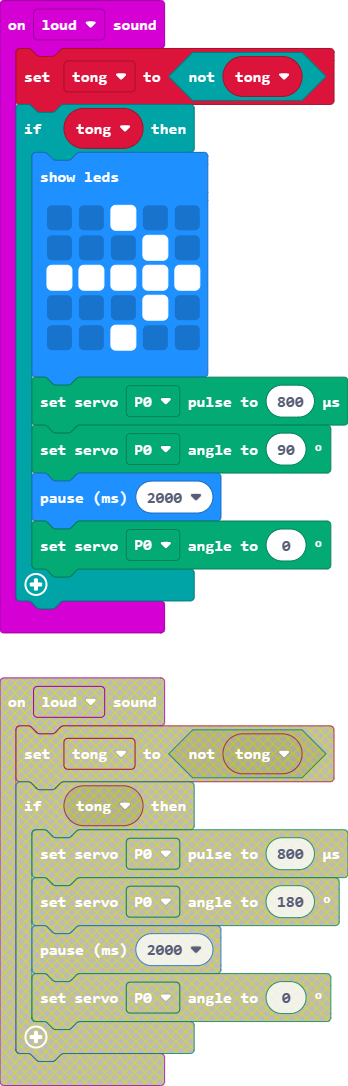 on loud sound
set tong to not tong
if tong then
show leds
set servo P0 pulse to 800 µs
set servo P0 angle to 90 °
pause (ms) 2000
set servo P0 angle to 0 °
on loud sound
set tong to not tong
if tong then
set servo P0 pulse to 800 µs
set servo P0 angle to 180 °
pause (ms) 2000
set servo P0 angle to 0 °